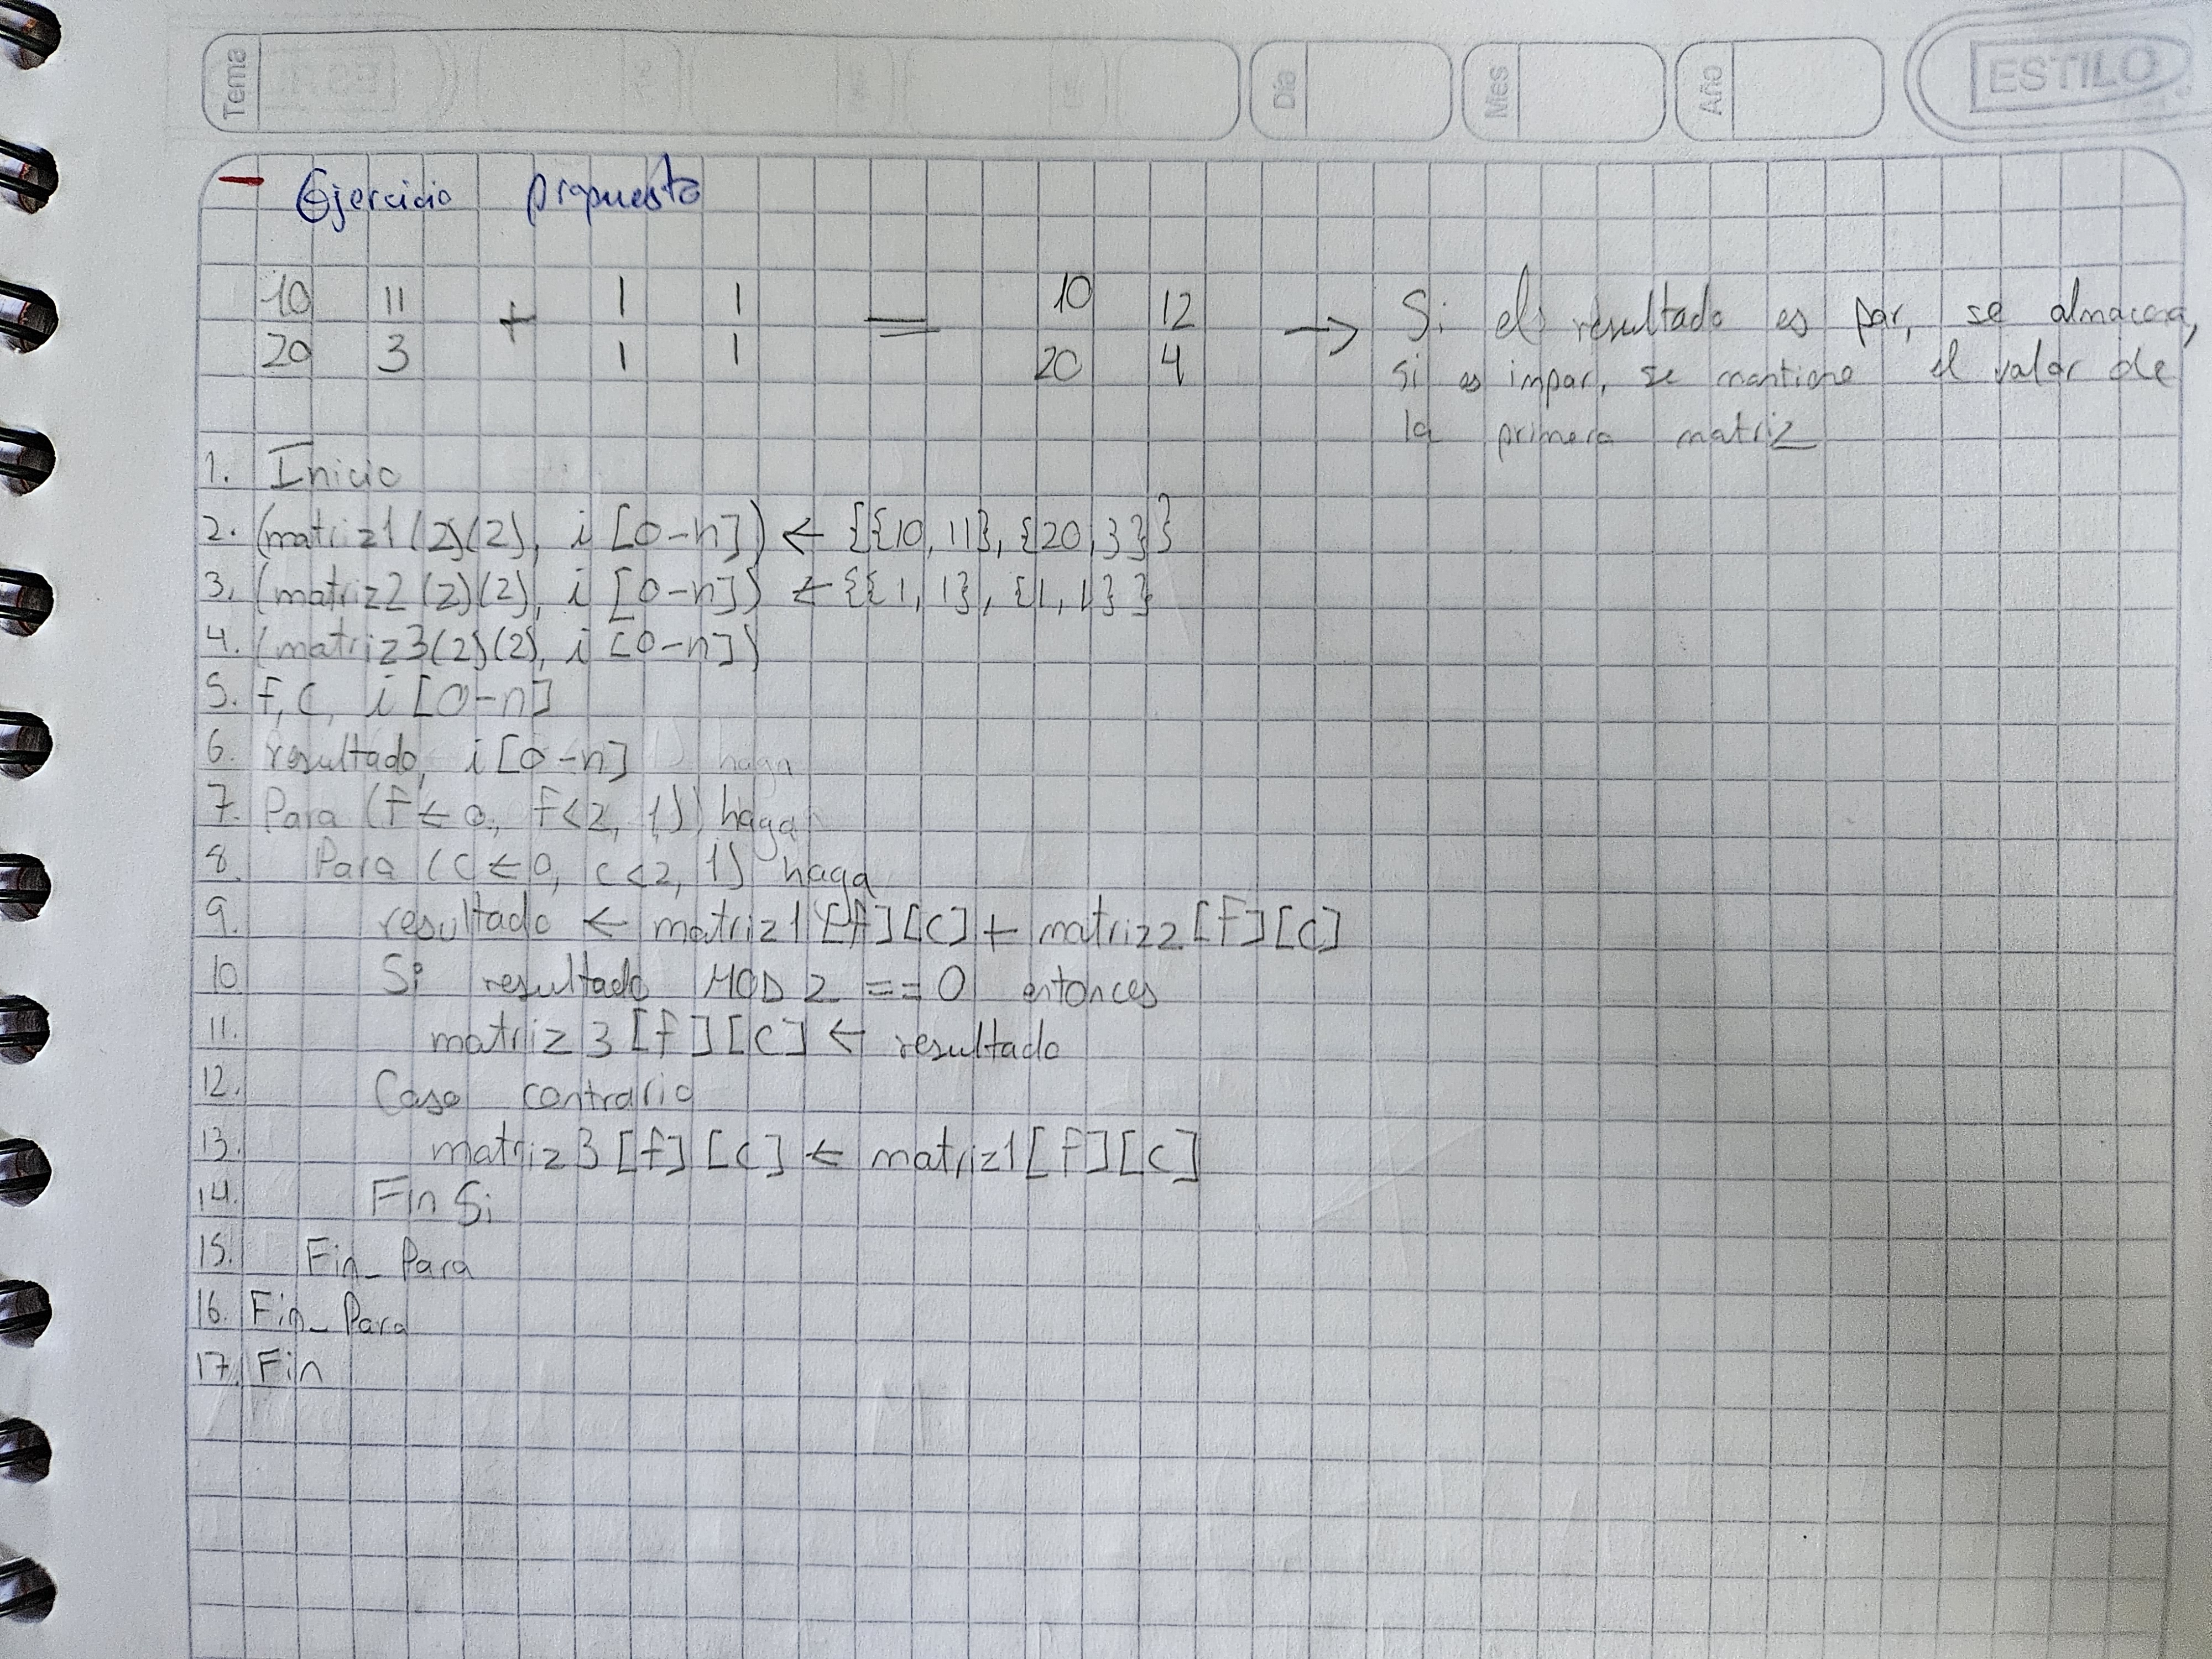 Tema
Día
Mes
Año
ESTILO
- Ejercicio propuesto
10 11 + 1 1 = 10 12 → Si el resultado es par, se almacena,
20 3 1 1 20 4 si es impar, se mantiene el valor de
la primera matriz
1. Inicio
2. (matriz1(2)(2), i [0-n]) ← {{10, 11}, {20, 3}}
3. (matriz2(2)(2), i [0-n]) ← {{1, 1}, {1, 1}}
4. (matriz3(2)(2), i [0-n])
5. f, c, i [0-n]
6. resultado, i [0-n]
7. Para (f ← 0, f<2, 1) haga
8. Para (c ← 0, c<2, 1) haga
9. resultado ← matriz1[f][c] + matriz2[f][c]
10 Si resultado MOD 2 == 0 entonces
11. matriz3[f][c] ← resultado
12. Caso contrario
13. matriz3[f][c] ← matriz1[f][c]
14. Fin Si
15. Fin_Para
16. Fin_Para
17. Fin